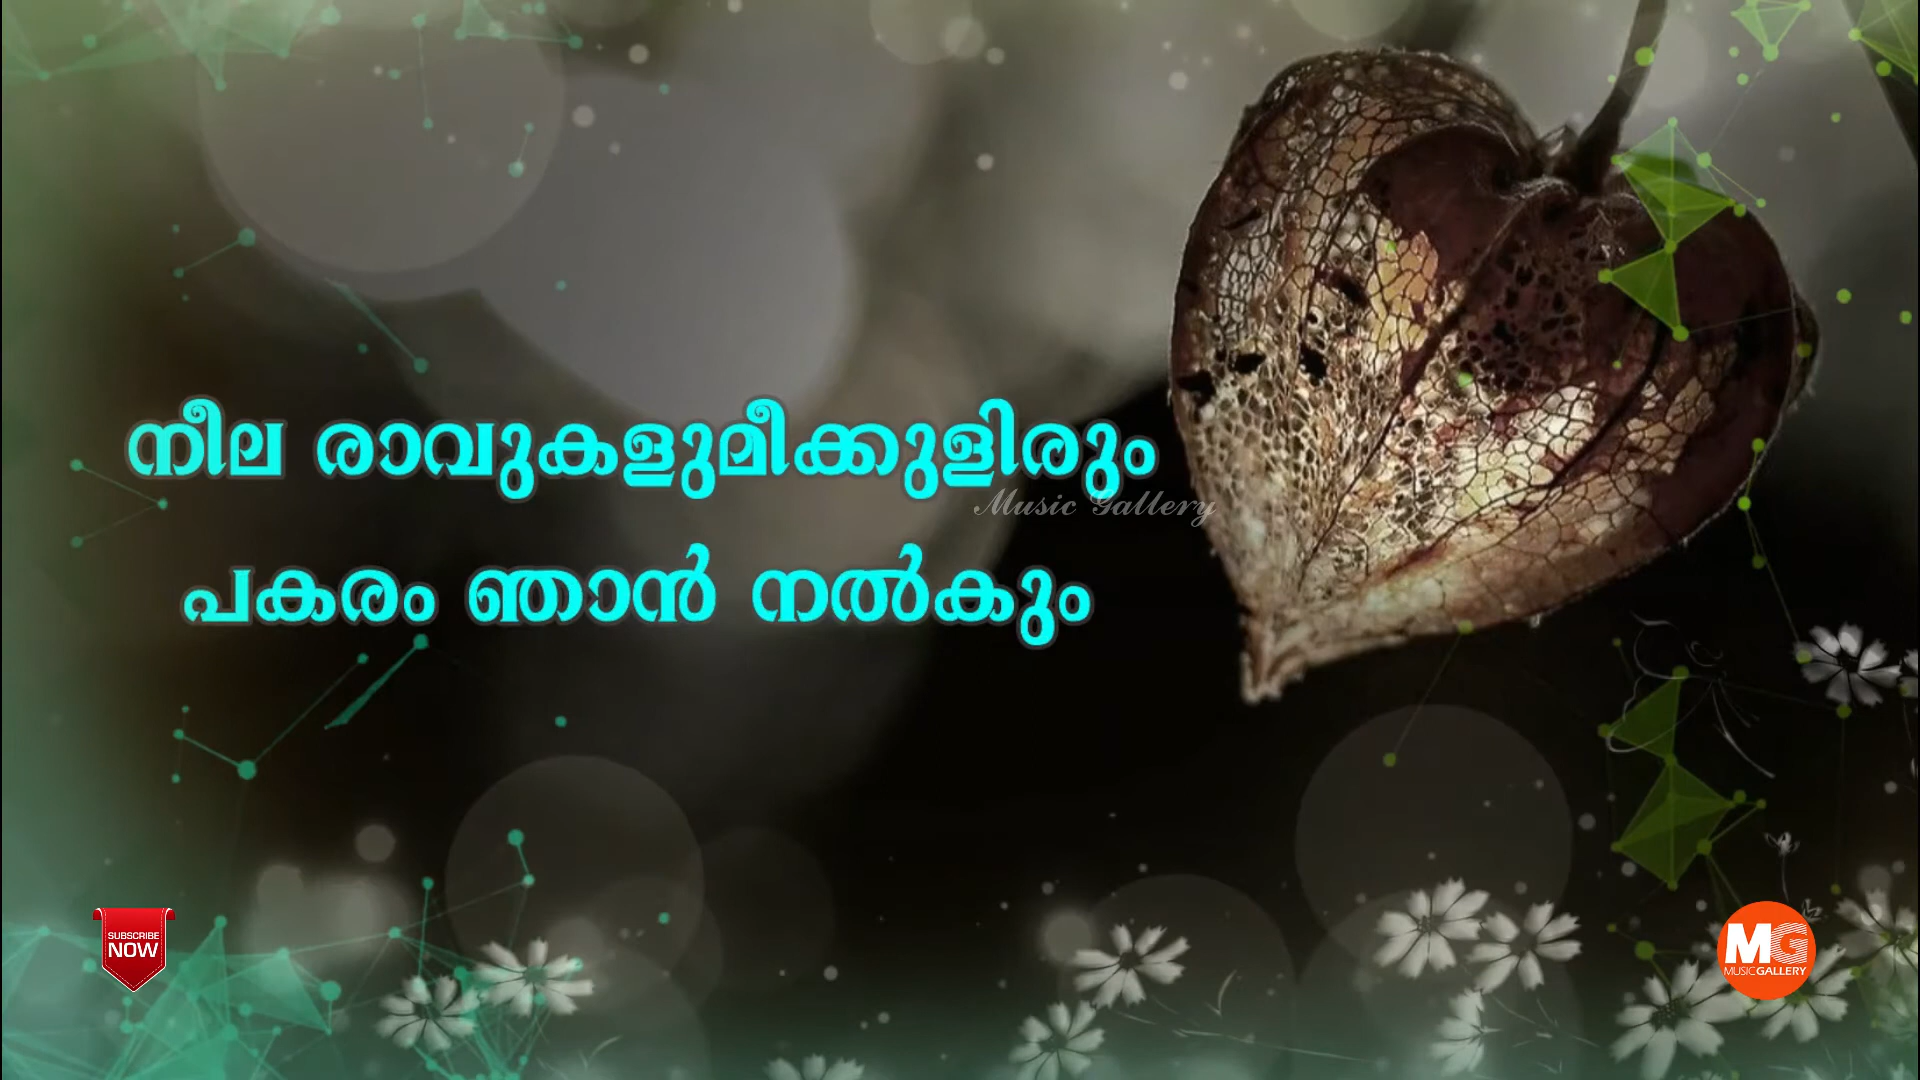 നീല രാവുകളുമീക്കുളിരും
Music Gallery
പകരം ഞാൻ നൽകും
SUBSCRIBE
NOW
MG
MUSIC GALLERY